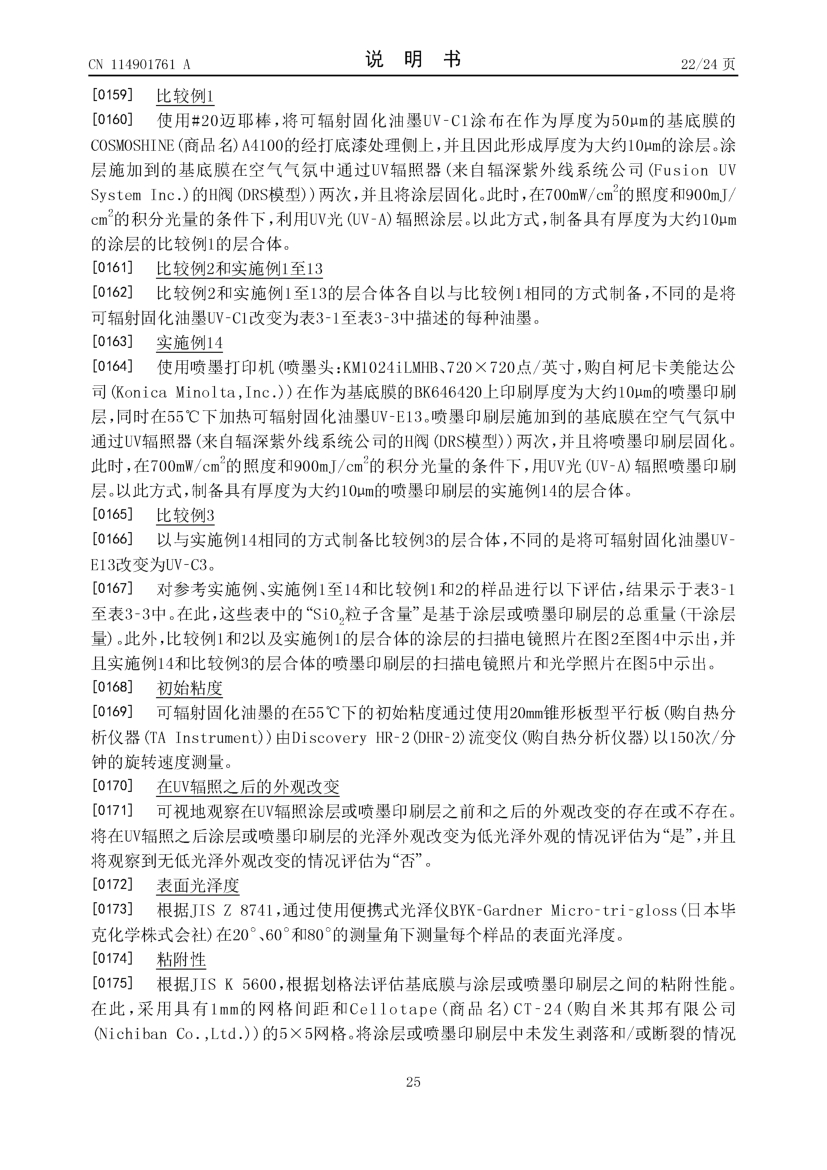 CN 114901761 A
说 明 书
22/24 页
[0159] 比较例1
[0160] 使用#20迈耶棒,将可辐射固化油墨UV-C1涂布在作为厚度为50μm的基底膜的
COSMOSHINE(商品名)A4100的经打底漆处理侧上,并且因此形成厚度为大约10μm的涂层。涂
层施加到的基底膜在空气气氛中通过UV辐照器(来自辐深紫外线系统公司(Fusion UV
System Inc.)的H阀(DRS模型))两次,并且将涂层固化。此时,在700mW/cm²的照度和900mJ/
cm²的积分光量的条件下,利用UV光(UV-A)辐照涂层。以此方式,制备具有厚度为大约10μm
的涂层的比较例1的层合体。
[0161] 比较例2和实施例1至13
[0162] 比较例2和实施例1至13的层合体各自以与比较例1相同的方式制备,不同的是将
可辐射固化油墨UV-C1改变为表3-1至表3-3中描述的每种油墨。
[0163] 实施例14
[0164] 使用喷墨打印机(喷墨头:KM1024iLMHB、720×720点/英寸,购自柯尼卡美能达公
司(Konica Minolta,Inc.))在作为基底膜的BK646420上印刷厚度为大约10μm的喷墨印刷
层,同时在55℃下加热可辐射固化油墨UV-E13。喷墨印刷层施加到的基底膜在空气气氛中
通过UV辐照器(来自辐深紫外线系统公司的H阀(DRS模型))两次,并且将喷墨印刷层固化。
此时,在700mW/cm²的照度和900mJ/cm²的积分光量的条件下,用UV光(UV-A)辐照喷墨印刷
层。以此方式,制备具有厚度为大约10μm的喷墨印刷层的实施例14的层合体。
[0165] 比较例3
[0166] 以与实施例14相同的方式制备比较例3的层合体,不同的是将可辐射固化油墨UV-
E13改变为UV-C3。
[0167] 对参考实施例、实施例1至14和比较例1和2的样品进行以下评估,结果示于表3-1
至表3-3中。在此,这些表中的“SiO₂粒子含量”是基于涂层或喷墨印刷层的总重量(干涂层
量)。此外,比较例1和2以及实施例1的层合体的涂层的扫描电镜照片在图2至图4中示出,并
且实施例14和比较例3的层合体的喷墨印刷层的扫描电镜照片和光学照片在图5中示出。
[0168] 初始粘度
[0169] 可辐射固化油墨的在55℃下的初始粘度通过使用20mm锥形板型平行板(购自热分
析仪器(TA Instrument))由Discovery HR-2(DHR-2)流变仪(购自热分析仪器)以150次/分
钟的旋转速度测量。
[0170] 在UV辐照之后的外观改变
[0171] 可视地观察在UV辐照涂层或喷墨印刷层之前和之后的外观改变的存在或不存在。
将在UV辐照之后涂层或喷墨印刷层的光泽外观改变为低光泽外观的情况评估为“是”,并且
将观察到无低光泽外观改变的情况评估为“否”。
[0172] 表面光泽度
[0173] 根据JIS Z 8741,通过使用便携式光泽仪BYK-Gardner Micro-tri-gloss(日本毕
克化学株式会社)在20°、60°和80°的测量角下测量每个样品的表面光泽度。
[0174] 粘附性
[0175] 根据JIS K 5600,根据划格法评估基底膜与涂层或喷墨印刷层之间的粘附性能。
在此,采用具有1mm的网格间距和Cellotape(商品名)CT-24(购自米其邦有限公司
(Nichiban Co.,Ltd.))的5×5网格。将涂层或喷墨印刷层中未发生剥落和/或断裂的情况
25